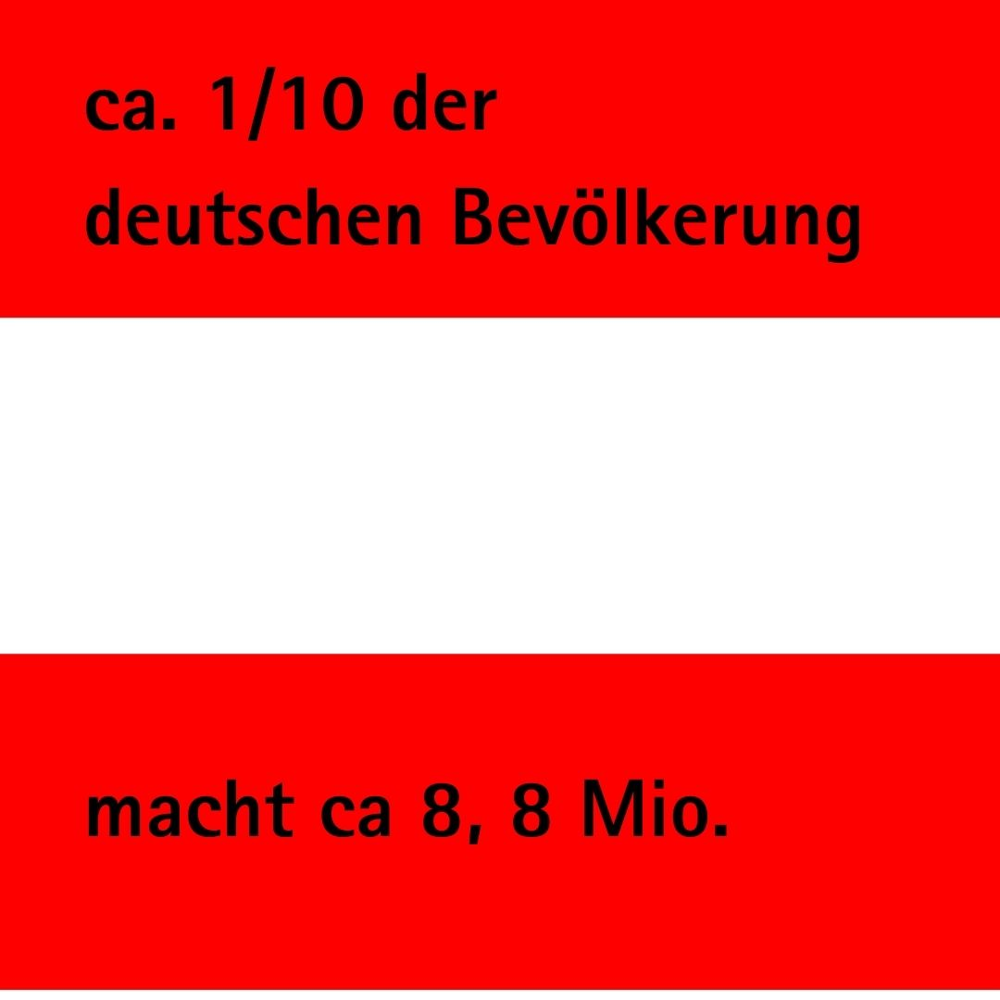 ca. 1/10 der
deutschen Bevölkerung
macht ca 8, 8 Mio.